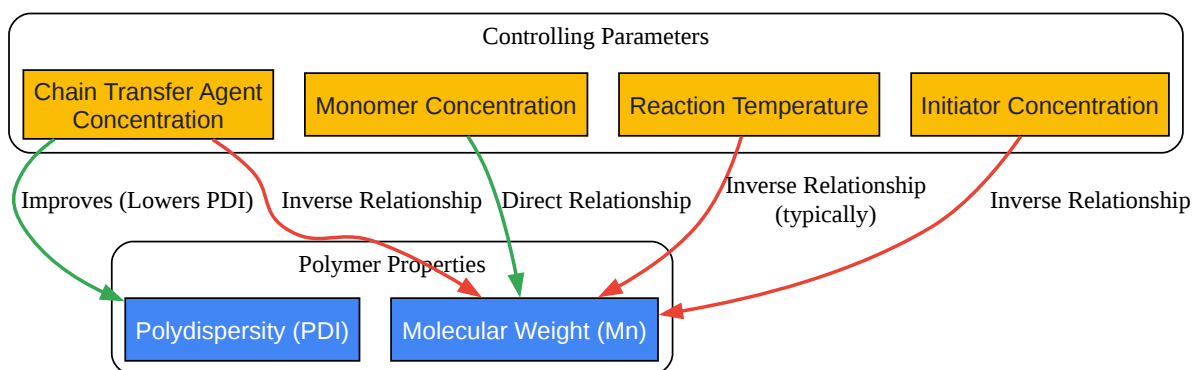 Controlling Parameters
Chain Transfer Agent
Concentration
Monomer Concentration
Reaction Temperature
Initiator Concentration
Improves (Lowers PDI)
Inverse Relationship
Direct Relationship
Inverse Relationship
(typically)
Inverse Relationship
Polymer Properties
Polydispersity (PDI)
Molecular Weight (Mn)